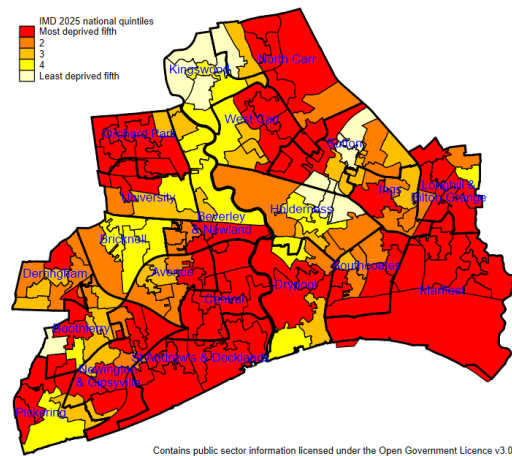 IMD 2025 national quintiles
Most deprived fifth
2
3
4
Least deprived fifth
North Carr
Kingswood
West Carr
Orchard Park
Sutton
University
Ings
Longhill &
Bilton Grange
Holderness
Beverley
& Newland
Bricknell
Avenue
Derringham
Southcoates
Drypool
Marfleet
Central
Boothferry
St Andrew's & Docklands
Newington
& Gipsyville
Pickering
Contains public sector information licensed under the Open Government Licence v3.0